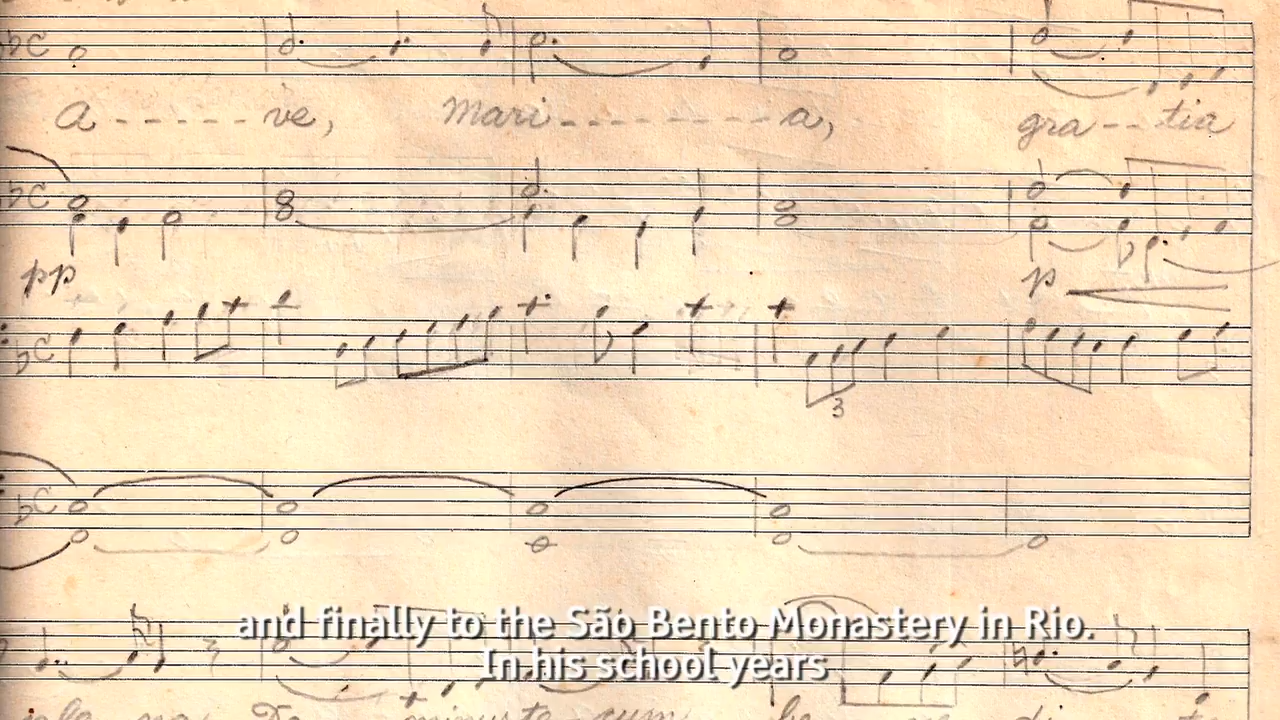 A - - - - - ve, Mari - - - - - - - - - a, gra - - tia
pp p
3
and finally to the São Bento Monastery in Rio.
In his school years